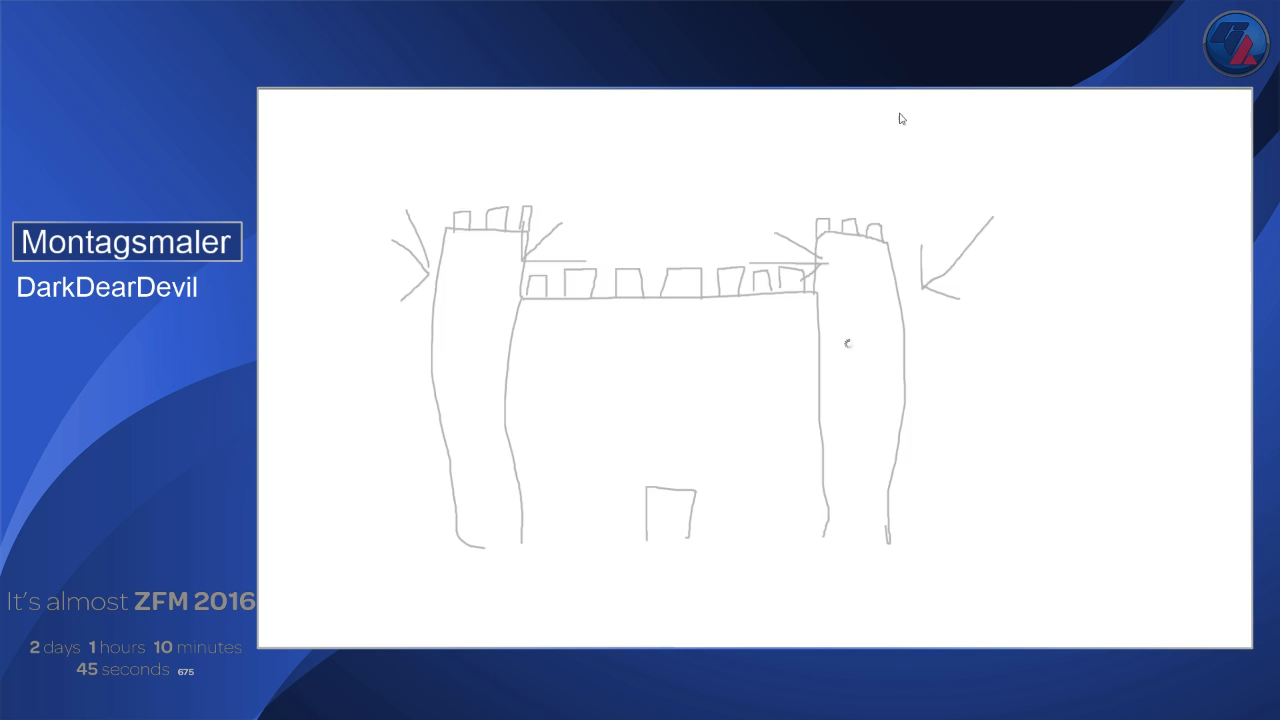 Montagsmaler
DarkDearDevil
It's almost ZFM 2016
2 days 1 hours 10 minutes
45 seconds 675